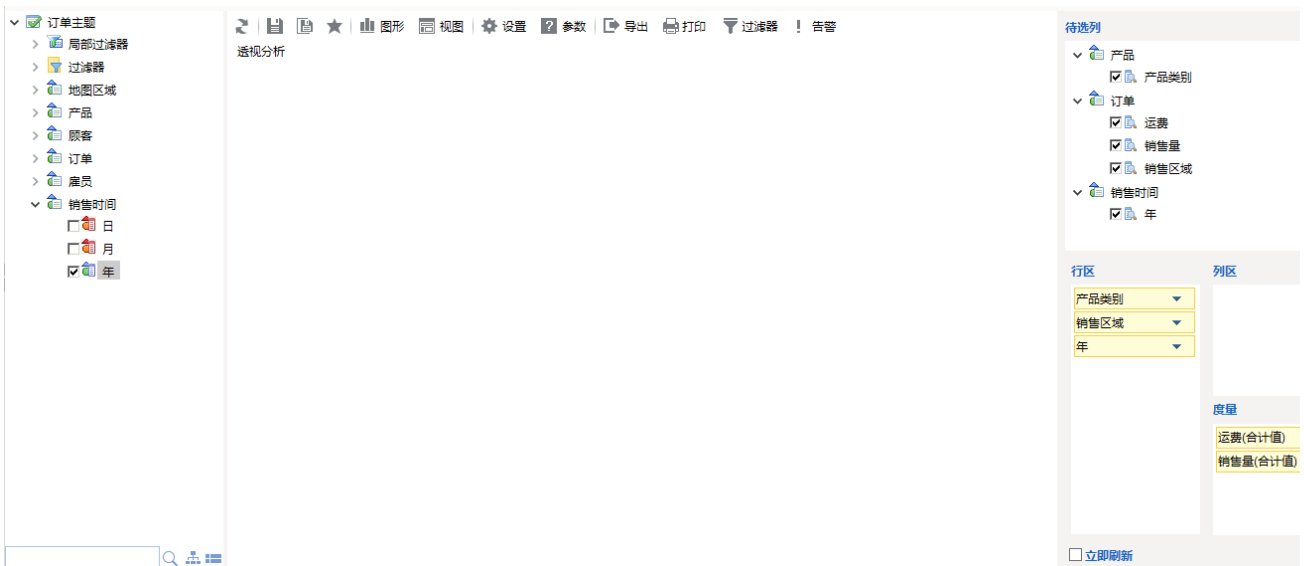 订单主题
局部过滤器
过滤器
地图区域
产品
顾客
订单
雇员
销售时间
日
月
年
图形 视图 设置 参数 导出 打印 过滤器 告警
透视分析
待选列
产品
产品类别
订单
运费
销售量
销售区域
销售时间
年
行区
产品类别
销售区域
年
列区
度量
运费(合计值)
销售量(合计值)
立即刷新